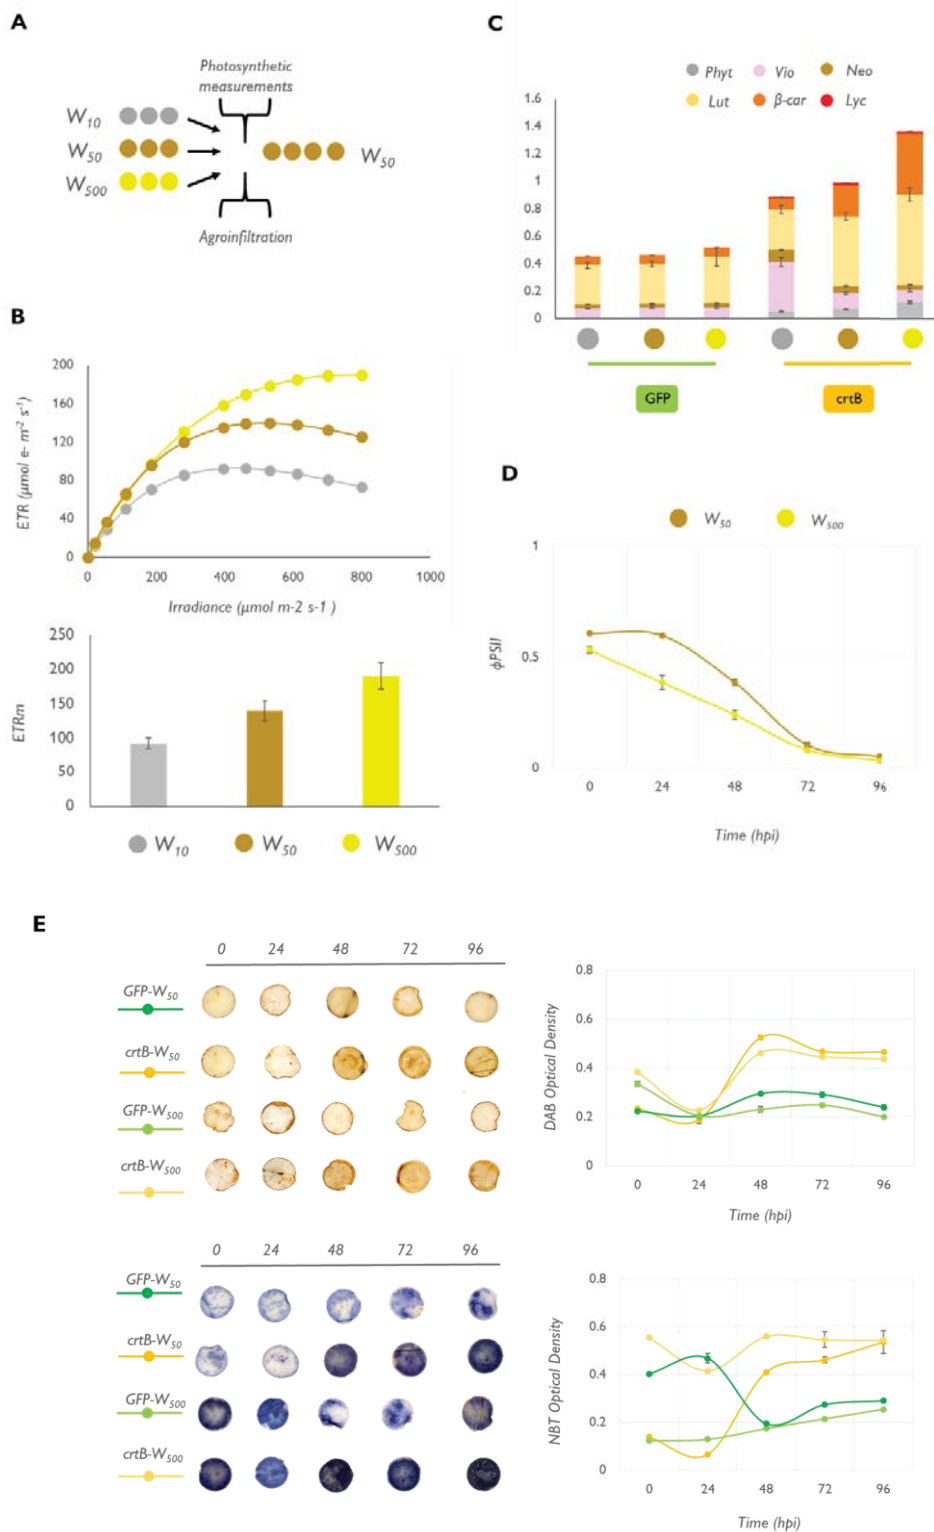 A
Photosynthetic
measurements
W10
W50
W500
W50
Agroinfiltration
B
200
160
120
80
40
0
ETR (μmol e- m-2 s-1)
0 200 400 600 800 1000
Irradiance (μmol m-2 s-1 )
250
200
150
100
50
0
ETRm
W10 W50 W500
C
Phyt Vio Neo
Lut β-car Lyc
1.6
1.4
1.2
1
0.8
0.6
0.4
0.2
0
GFP crtB
D
W50 W500
1
0.5
0
ϕPSII
0 24 48 72 96
Time (hpi)
E
0 24 48 72 96
GFP-W50
crtB-W50
GFP-W500
crtB-W500
0.8
0.6
0.4
0.2
0
DAB Optical Density
0 24 48 72 96
Time (hpi)
0 24 48 72 96
GFP-W50
crtB-W50
GFP-W500
crtB-W500
0.8
0.6
0.4
0.2
0
NBT Optical Density
0 24 48 72 96
Time (hpi)